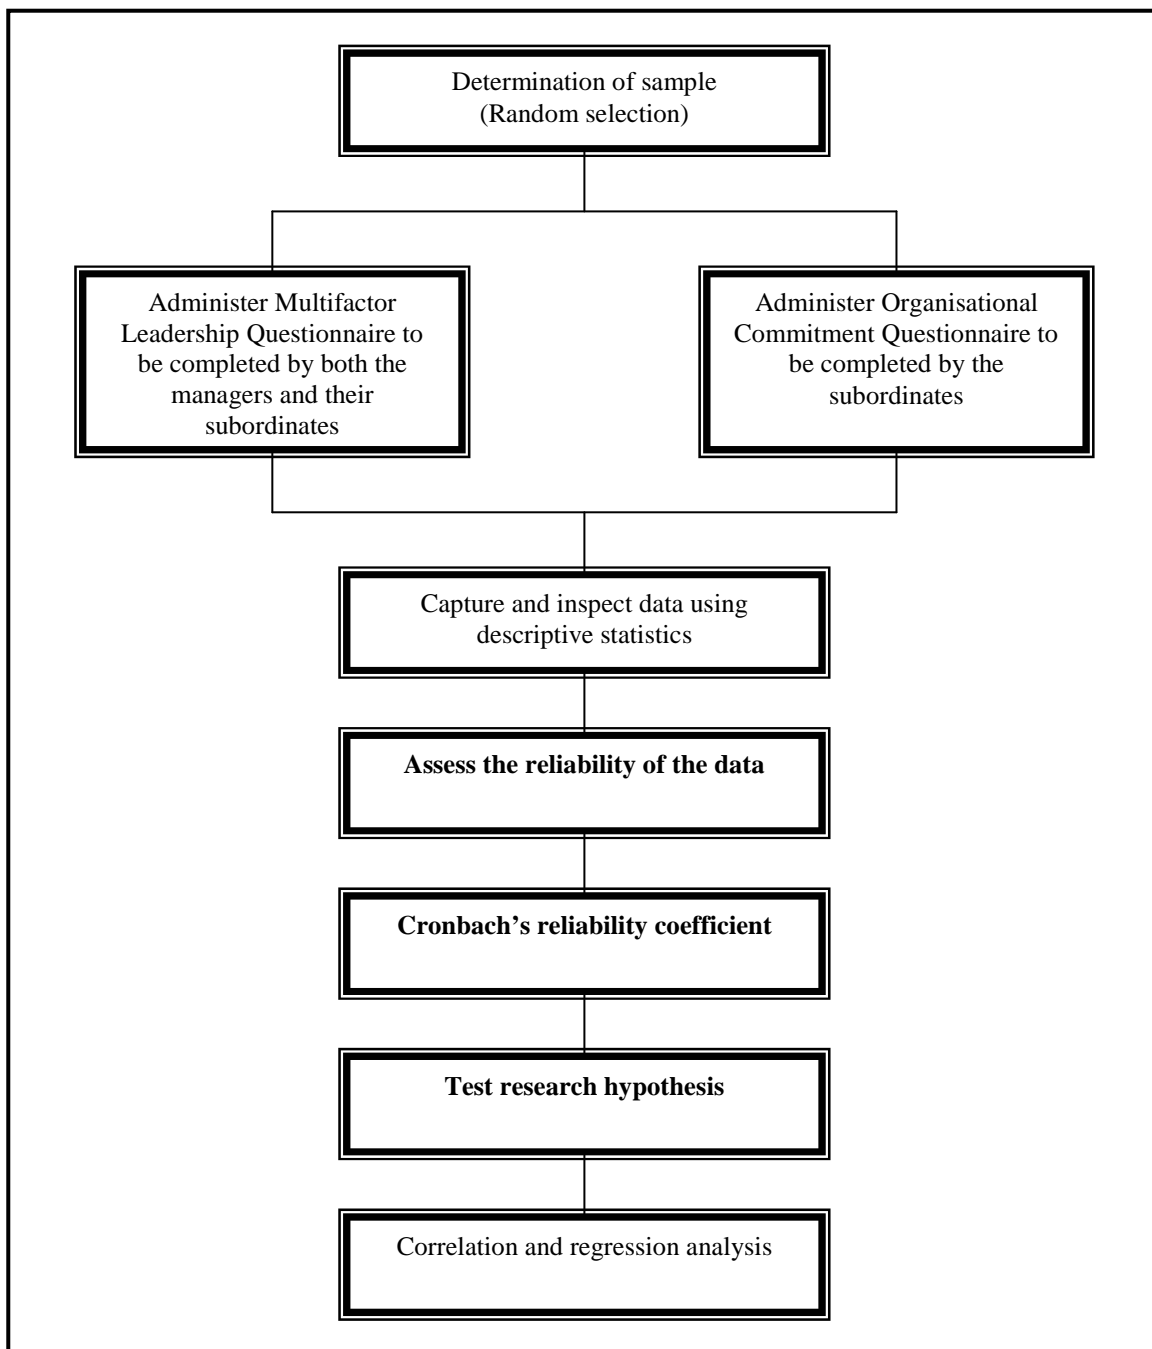 Determination of sample
(Random selection)
Administer Multifactor
Leadership Questionnaire to
be completed by both the
managers and their
subordinates
Administer Organisational
Commitment Questionnaire to
be completed by the
subordinates
Capture and inspect data using
descriptive statistics
Assess the reliability of the data
Cronbach’s reliability coefficient
Test research hypothesis
Correlation and regression analysis